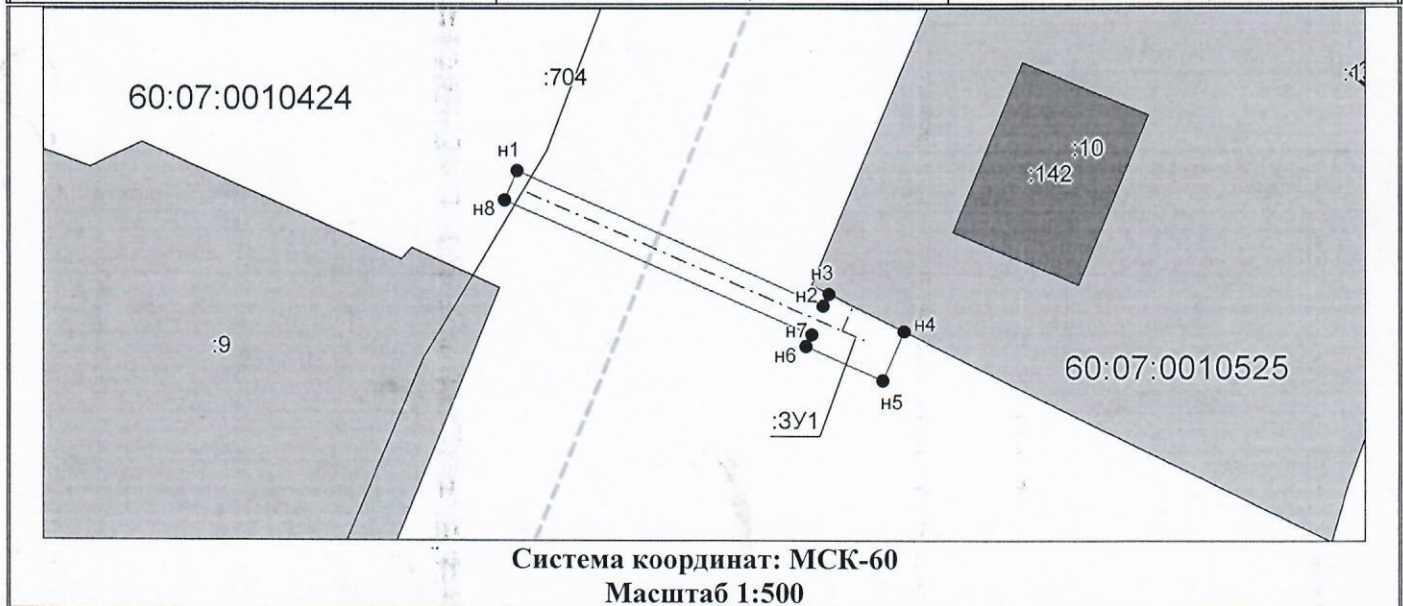 :704
60:07:0010424
:10
:142
н1
н8
н3
н2
н4
н7
н6
:9
60:07:0010525
н5
:ЗУ1
Система координат: МСК-60
Масштаб 1:500